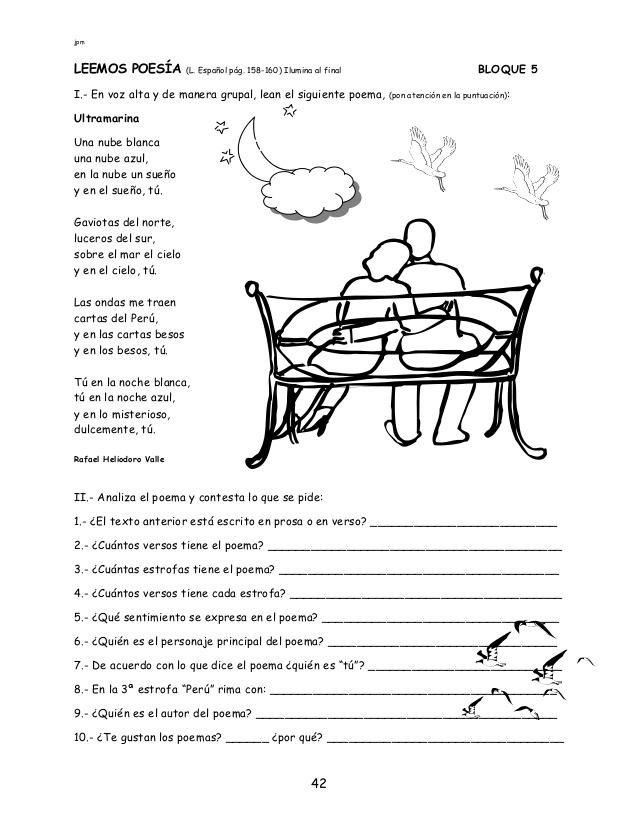 jpm
LEEMOS POESÍA (L. Español pág. 158-160) Ilumina al final BLOQUE 5
I.- En voz alta y de manera grupal, lean el siguiente poema, (pon atención en la puntuación):
Ultramarina
Una nube blanca
una nube azul,
en la nube un sueño
y en el sueño, tú.
Gaviotas del norte,
luceros del sur,
sobre el mar el cielo
y en el cielo, tú.
Las ondas me traen
cartas del Perú,
y en las cartas besos
y en los besos, tú.
Tú en la noche blanca,
tú en la noche azul,
y en lo misterioso,
dulcemente, tú.
Rafael Heliodoro Valle
II.- Analiza el poema y contesta lo que se pide:
1.- ¿El texto anterior está escrito en prosa o en verso? ___________________________
2.- ¿Cuántos versos tiene el poema? __________________________________________
3.- ¿Cuántas estrofas tiene el poema? ________________________________________
4.- ¿Cuántos versos tiene cada estrofa? _______________________________________
5.- ¿Qué sentimiento se expresa en el poema? __________________________________
6.- ¿Quién es el personaje principal del poema? _________________________________
7.- De acuerdo con lo que dice el poema ¿quién es “tú”? ____________________________
8.- En la 3ª estrofa “Perú” rima con: __________________________________________
9.- ¿Quién es el autor del poema? ___________________________________________
10.- ¿Te gustan los poemas? ______ ¿por qué? __________________________________
42